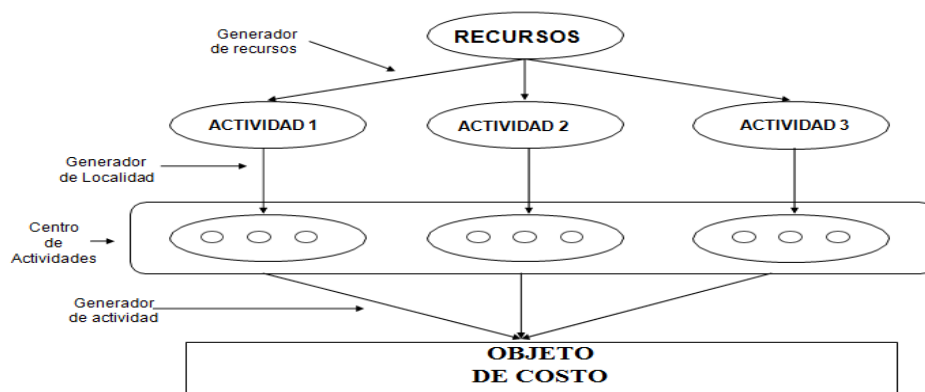 Generador
de recursos
RECURSOS
ACTIVIDAD 1
ACTIVIDAD 2
ACTIVIDAD 3
Generador
de Localidad
Centro
de
Actividades
Generador
de actividad
OBJETO
DE COSTO